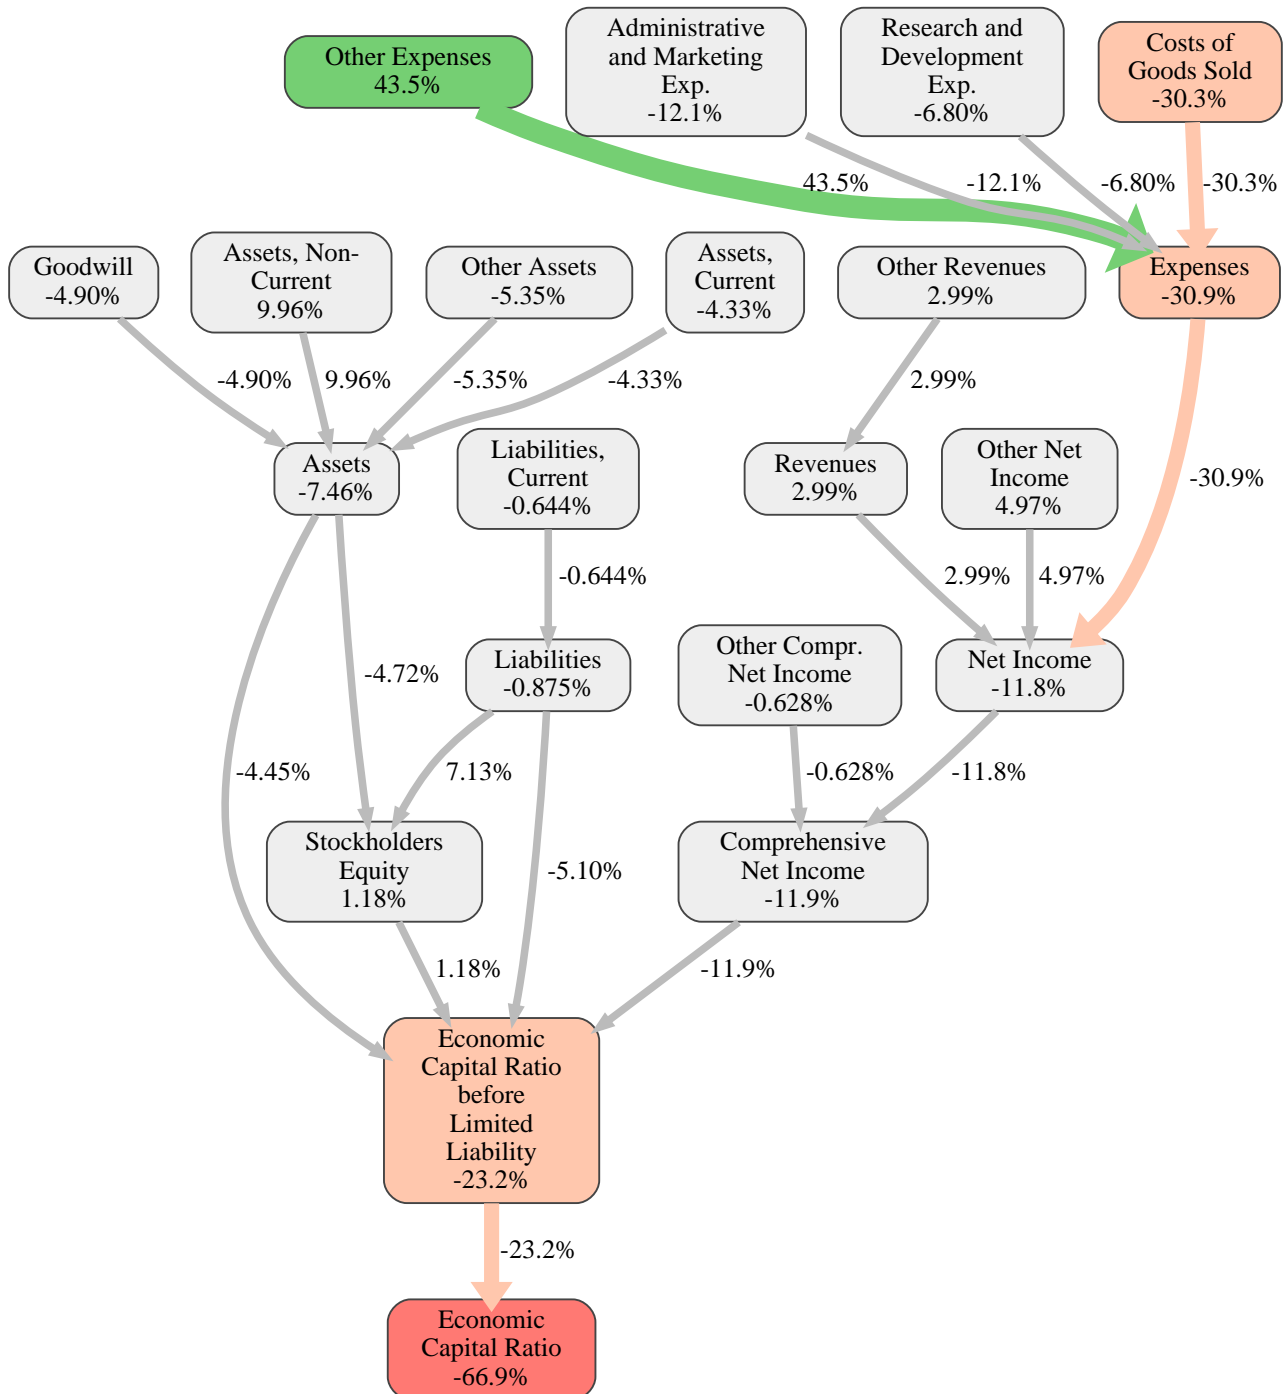 Other Expenses
43.5%
Administrative
and Marketing
Exp.
-12.1%
Research and
Development
Exp.
-6.80%
Costs of
Goods Sold
-30.3%
43.5%
-12.1%
-6.80%
-30.3%
Goodwill
-4.90%
Assets, Non-
Current
9.96%
Other Assets
-5.35%
Assets,
Current
-4.33%
Other Revenues
2.99%
Expenses
-30.9%
-4.90%
9.96%
-5.35%
-4.33%
2.99%
Assets
-7.46%
Liabilities,
Current
-0.644%
Revenues
2.99%
Other Net
Income
4.97%
-30.9%
-0.644%
2.99%
4.97%
Liabilities
-0.875%
Other Compr.
Net Income
-0.628%
Net Income
-11.8%
-4.72%
-4.45%
7.13%
-0.628%
-11.8%
Stockholders
Equity
1.18%
-5.10%
Comprehensive
Net Income
-11.9%
1.18%
-11.9%
Economic
Capital Ratio
before
Limited
Liability
-23.2%
-23.2%
Economic
Capital Ratio
-66.9%